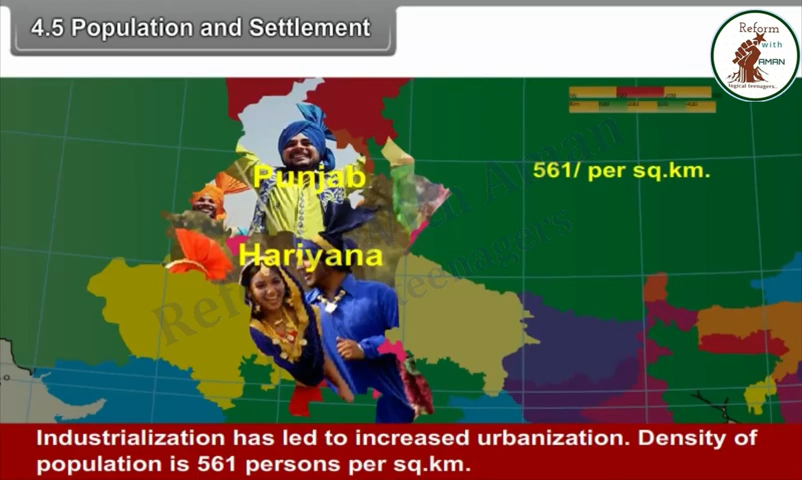 4.5 Population and Settlement
Reform
with
AMAN
logical teenagers..
561/ per sq.km.
Punjab
Hariyana
Industrialization has led to increased urbanization. Density of
population is 561 persons per sq.km.